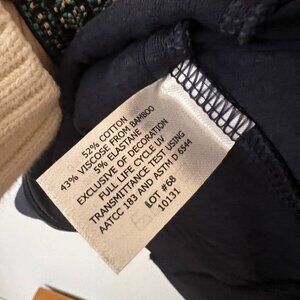 52% COTTON
43% VISCOSE FROM BAMBOO
5% ELASTANE
EXCLUSIVE OF DECORATION
FULL LIFE CYCLE UV
TRANSMITTANCE TEST USING
AATCC 183 AND ASTM D 6544
LOT #68
10131